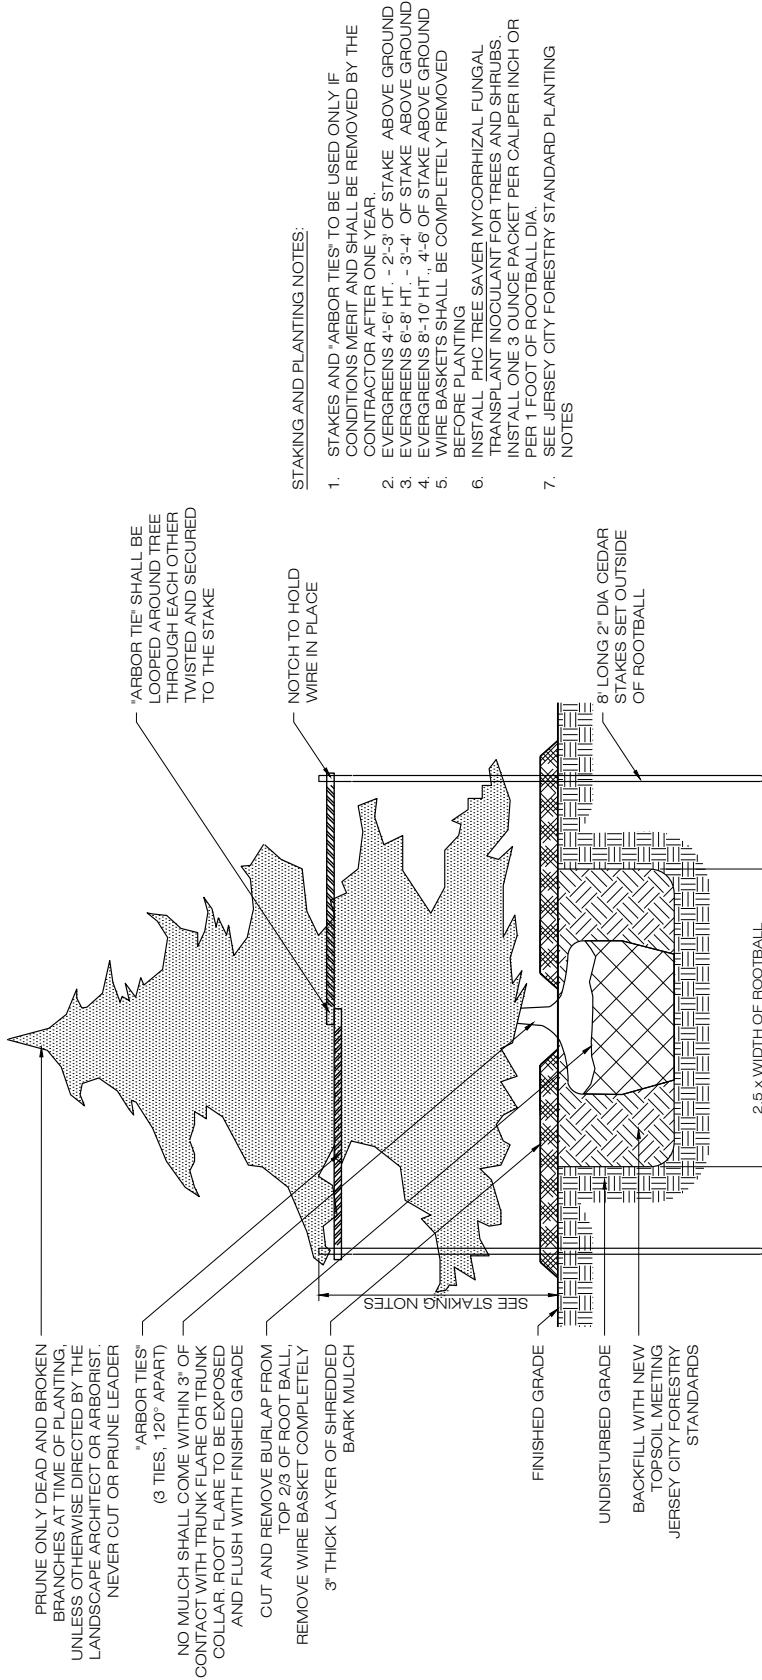 PRUNE ONLY DEAD AND BROKEN
BRANCHES AT TIME OF PLANTING,
UNLESS OTHERWISE DIRECTED BY THE
LANDSCAPE ARCHITECT OR ARBORIST.
NEVER CUT OR PRUNE LEADER
"ARBOR TIES"
(3 TIES, 120° APART)
NO MULCH SHALL COME WITHIN 3" OF
CONTACT WITH TRUNK FLARE OR TRUNK
COLLAR. ROOT FLARE TO BE EXPOSED
AND FLUSH WITH FINISHED GRADE
CUT AND REMOVE BURLAP FROM
TOP 2/3 OF ROOT BALL,
REMOVE WIRE BASKET COMPLETELY
3" THICK LAYER OF SHREDDED
BARK MULCH
SEE STAKING NOTES
FINISHED GRADE
UNDISTURBED GRADE
BACKFILL WITH NEW
TOPSOIL MEETING
JERSEY CITY FORESTRY
STANDARDS
2.5 x WIDTH OF ROOTBALL
"ARBOR TIE" SHALL BE
LOOPED AROUND TREE
THROUGH EACH OTHER
TWISTED AND SECURED
TO THE STAKE
NOTCH TO HOLD
WIRE IN PLACE
8' LONG 2" DIA CEDAR
STAKES SET OUTSIDE
OF ROOTBALL
STAKING AND PLANTING NOTES:
1. STAKES AND "ARBOR TIES" TO BE USED ONLY IF
CONDITIONS MERIT AND SHALL BE REMOVED BY THE
CONTRACTOR AFTER ONE YEAR.
2. EVERGREENS 4'-6' HT. - 2'-3' OF STAKE ABOVE GROUND
3. EVERGREENS 6'-8' HT. - 3'-4' OF STAKE ABOVE GROUND
4. EVERGREENS 8'-10' HT., 4'-6' OF STAKE ABOVE GROUND
5. WIRE BASKETS SHALL BE COMPLETELY REMOVED
BEFORE PLANTING
6. INSTALL PHC TREE SAVER MYCORRHIZAL FUNGAL
TRANSPLANT INOCULANT FOR TREES AND SHRUBS.
INSTALL ONE 3 OUNCE PACKET PER CALIPER INCH OR
PER 1 FOOT OF ROOTBALL DIA.
7. SEE JERSEY CITY FORESTRY STANDARD PLANTING
NOTES